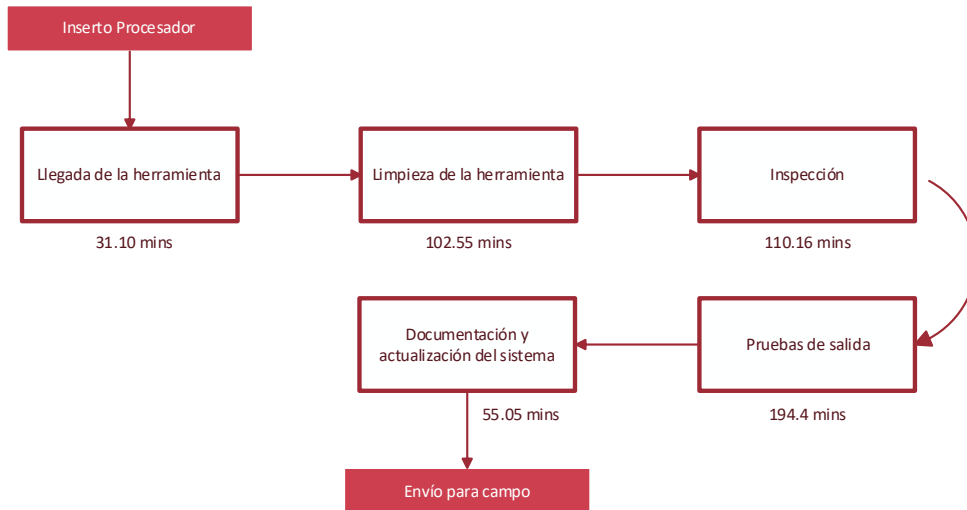 Inserto Procesador
Llegada de la herramienta
31.10 mins
Limpieza de la herramienta
102.55 mins
Inspección
110.16 mins
Pruebas de salida
194.4 mins
Documentación y
actualización del sistema
55.05 mins
Envío para campo